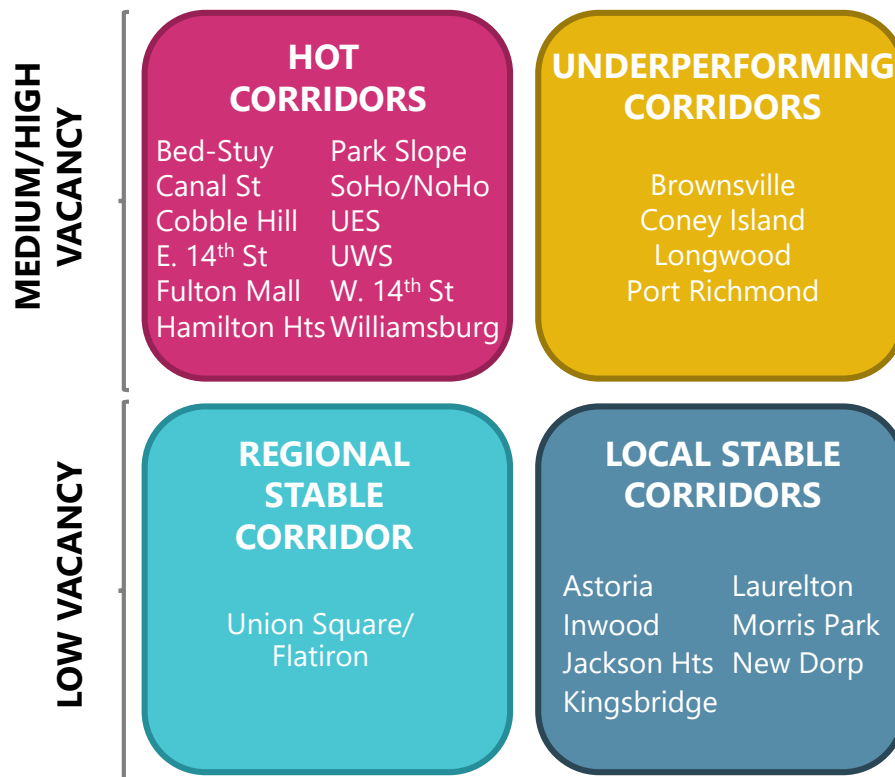 MEDIUM/HIGH
VACANCY
HOT
CORRIDORS
Bed-Stuy Park Slope
Canal St SoHo/NoHo
Cobble Hill UES
E. 14th St UWS
Fulton Mall W. 14th St
Hamilton Hts Williamsburg
UNDERPERFORMING
CORRIDORS
Brownsville
Coney Island
Longwood
Port Richmond
LOW VACANCY
REGIONAL
STABLE
CORRIDOR
Union Square/
Flatiron
LOCAL STABLE
CORRIDORS
Astoria Laurelton
Inwood Morris Park
Jackson Hts New Dorp
Kingsbridge